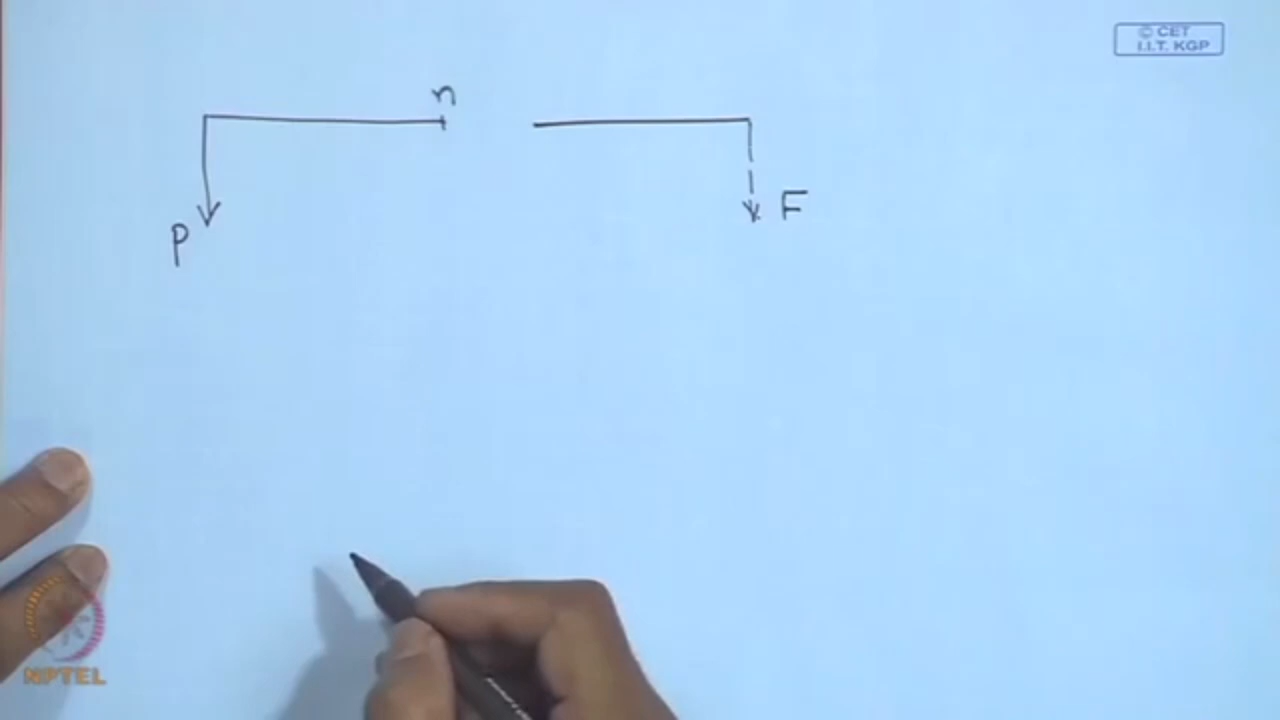 © CET
I.I.T. KGP
n
P
F
NPTEL